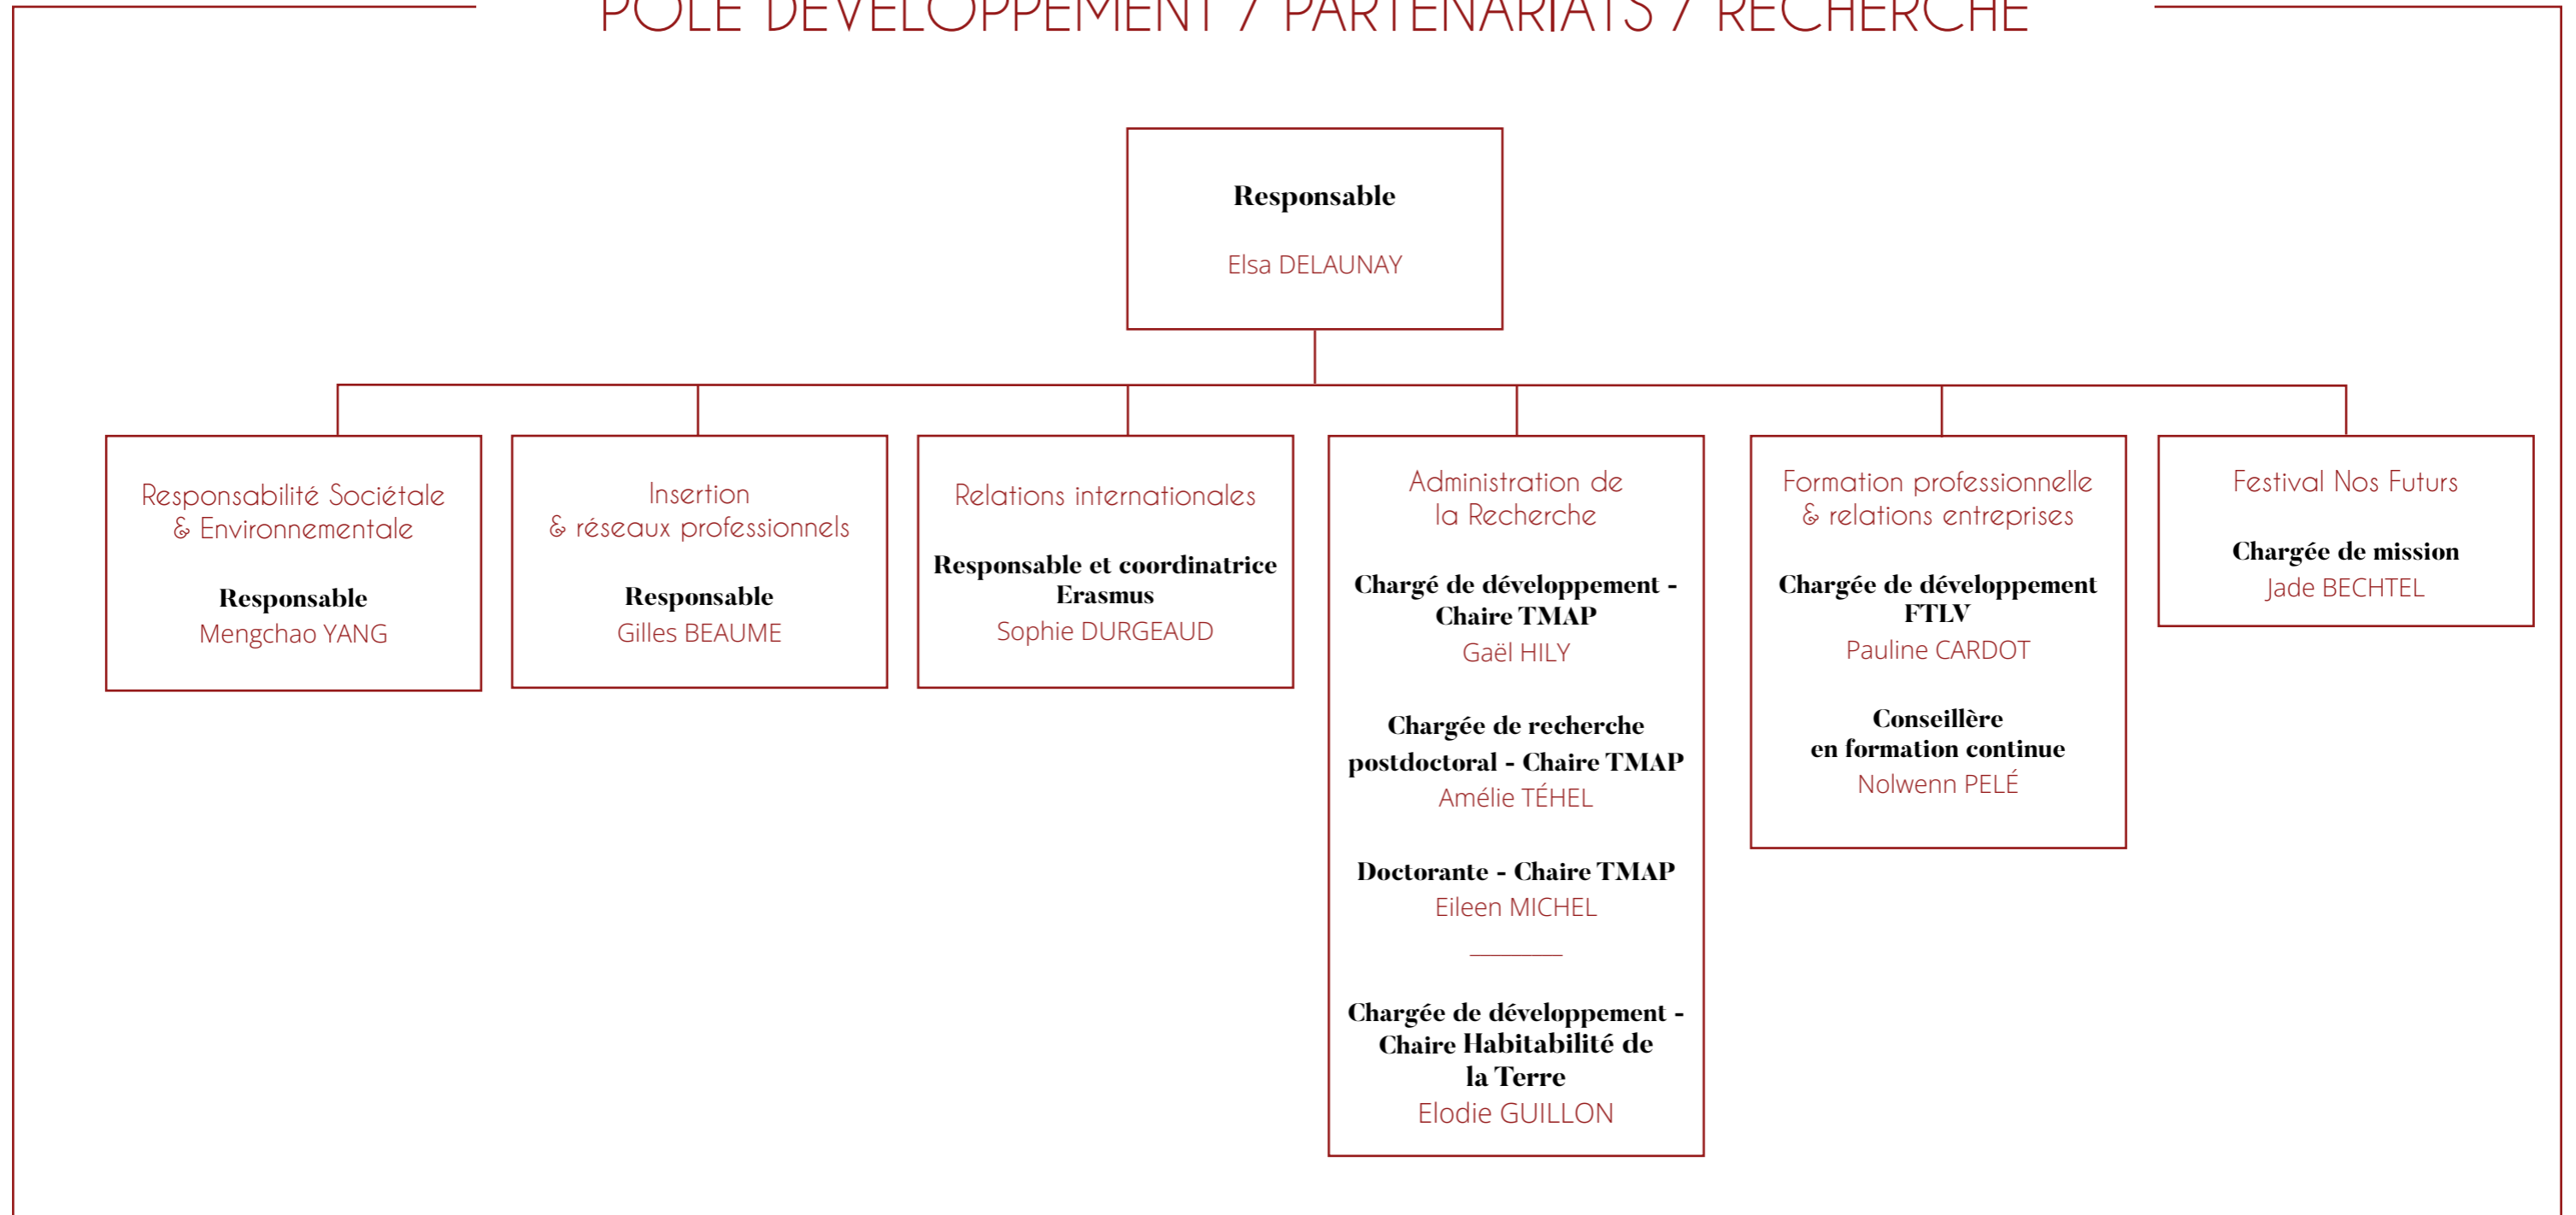 PÔLE DÉVELOPPEMENT / PARTENARIATS / RECHERCHE
Responsable
Elsa DELAUNAY
Responsabilité Sociétale
& Environnementale
Responsable
Mengchao YANG
Insertion
& réseaux professionnels
Responsable
Gilles BEAUME
Relations internationales
Responsable et coordinatrice
Erasmus
Sophie DURGEAUD
Administration de
la Recherche
Chargé de développement -
Chaire TMAP
Gaël HILY
Chargée de recherche
postdoctoral - Chaire TMAP
Amélie TÉHEL
Doctorante - Chaire TMAP
Eileen MICHEL
Chargée de développement -
Chaire Habitabilité de
la Terre
Elodie GUILLON
Formation professionnelle
& relations entreprises
Chargée de développement
FTLV
Pauline CARDOT
Conseillère
en formation continue
Nolwenn PELÉ
Festival Nos Futurs
Chargée de mission
Jade BECHTEL